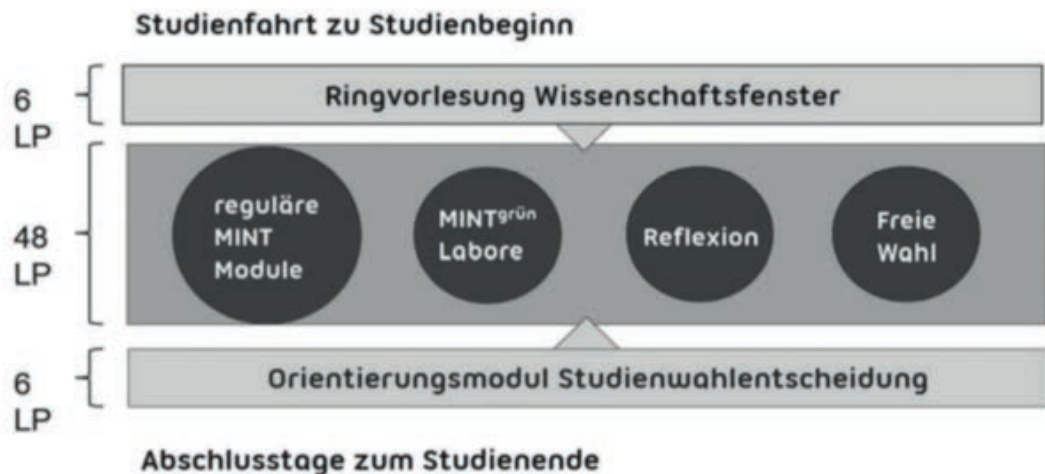 Studienfahrt zu Studienbeginn
6
LP
Ringvorlesung Wissenschaftsfenster
48
LP
reguläre
MINT
Module
MINTgrün
Labore
Reflexion
Freie
Wahl
6
LP
Orientierungsmodul Studienwahlentscheidung
Abschlusstage zum Studienende